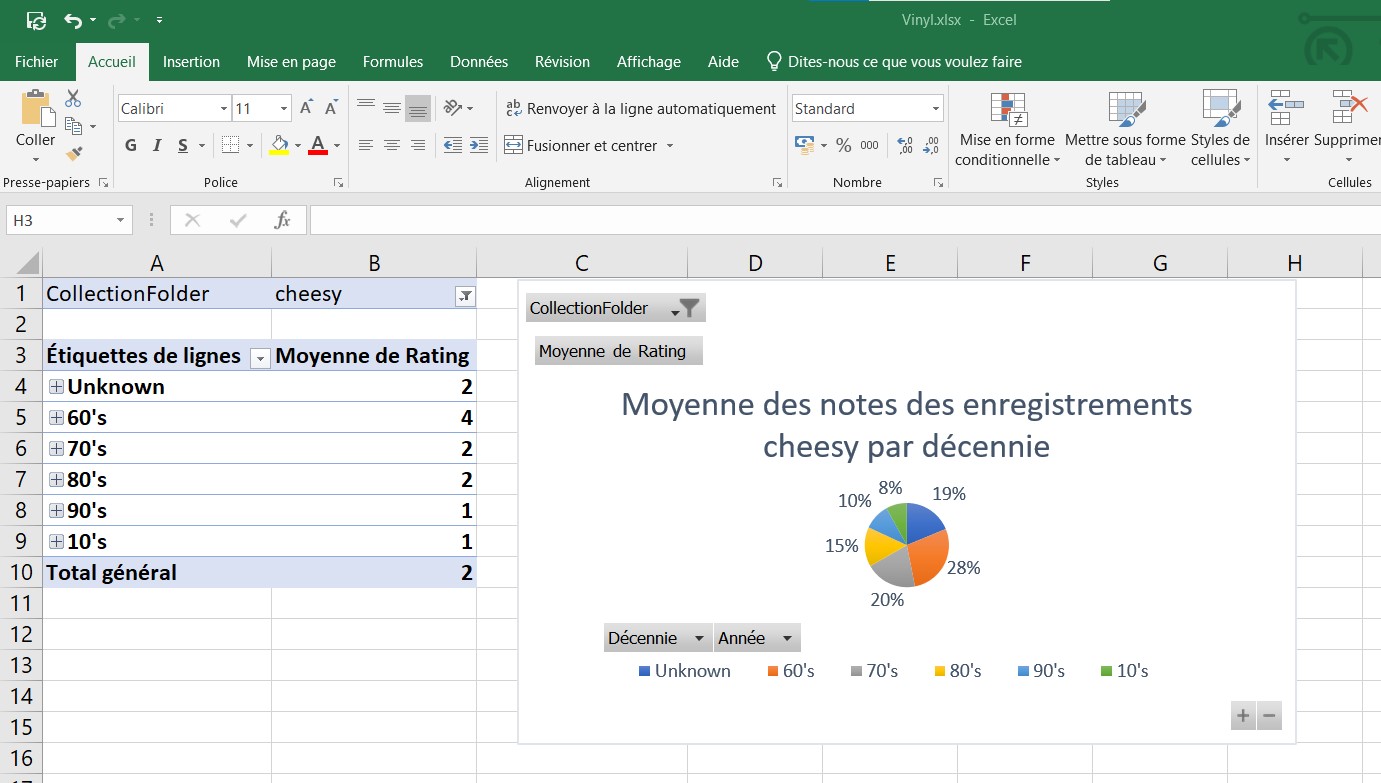 Vinyl.xlsx - Excel
Fichier Accueil Insertion Mise en page Formules Données Révision Affichage Aide Dites-nous ce que vous voulez faire
Coller
Presse-papiers
Calibri 11
G I S A
Police
ab c Renvoyer à la ligne automatiquement
Fusionner et centrer
Alignement
Standard
% 000
Nombre
Mise en forme conditionnelle
Mettre sous forme de tableau
Styles de cellules
Styles
Insérer Supprimer
Cellules
H3 fx
A B C D E F G H
1 CollectionFolder cheesy
2
3 Étiquettes de lignes Moyenne de Rating
4 Unknown 2
5 60's 4
6 70's 2
7 80's 2
8 90's 1
9 10's 1
10 Total général 2
11
12
13
14
15
16
CollectionFolder
Moyenne de Rating
Moyenne des notes des enregistrements
cheesy par décennie
8% 19%
10%
15%
28%
20%
Décennie Année
Unknown 60's 70's 80's 90's 10's
+ −